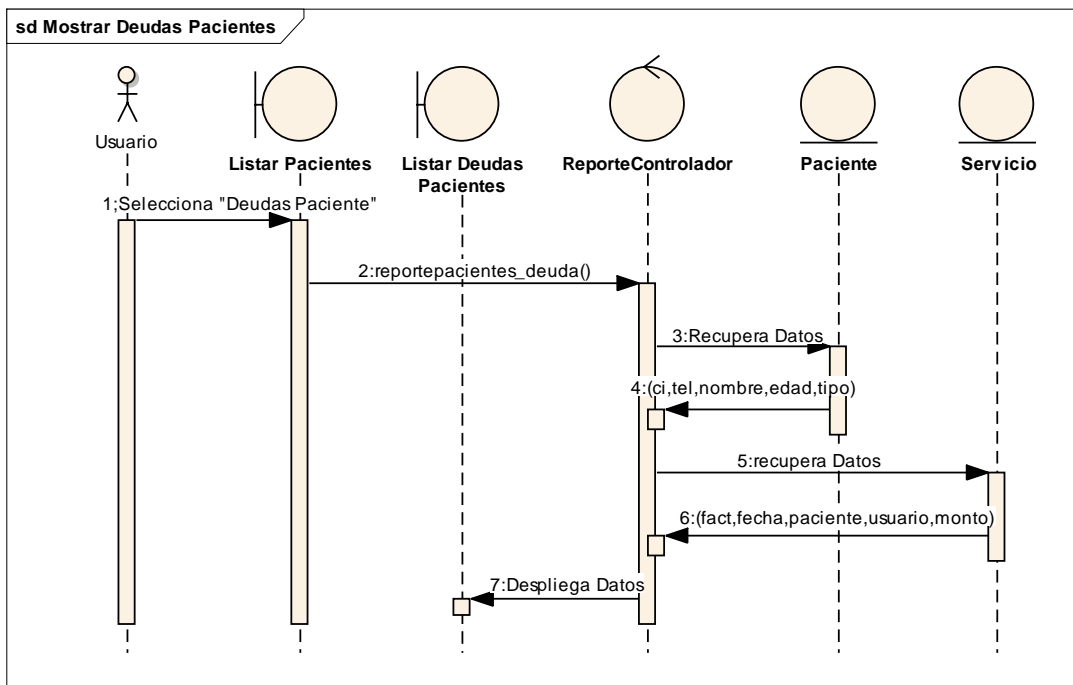 sd Mostrar Deudas Pacientes
Usuario
Listar Pacientes
Listar Deudas
Pacientes
ReporteControlador
Paciente
Servicio
1;Selecciona "Deudas Paciente"
2:reportepacientes_deuda()
3:Recupera Datos
4:(ci,tel,nombre,edad,tipo)
5:recupera Datos
6:(fact,fecha,paciente,usuario,monto)
7:Despliega Datos